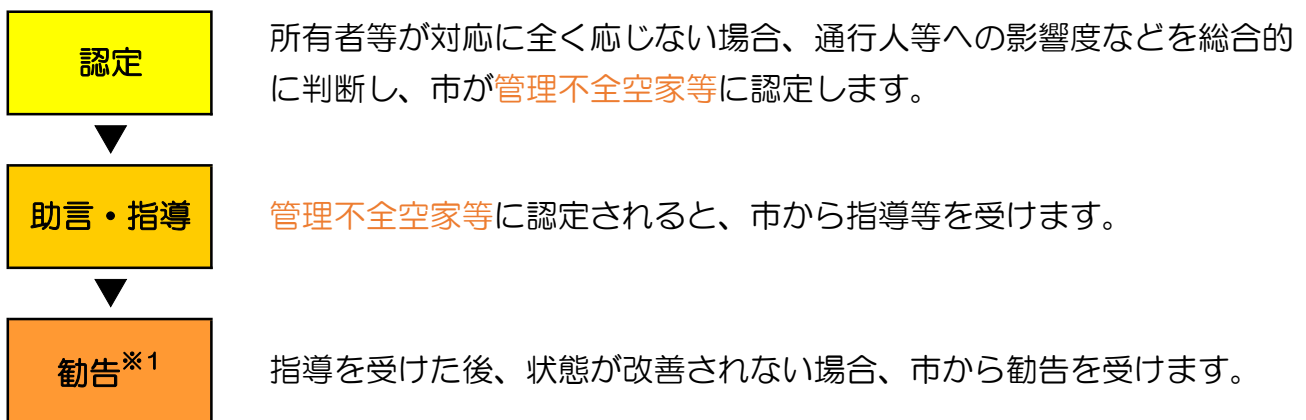 認定
所有者等が対応に全く応じない場合、通行人等への影響度などを総合的
に判断し、市が管理不全空家等に認定します。
助言・指導
管理不全空家等に認定されると、市から指導等を受けます。
勧告※1
指導を受けた後、状態が改善されない場合、市から勧告を受けます。